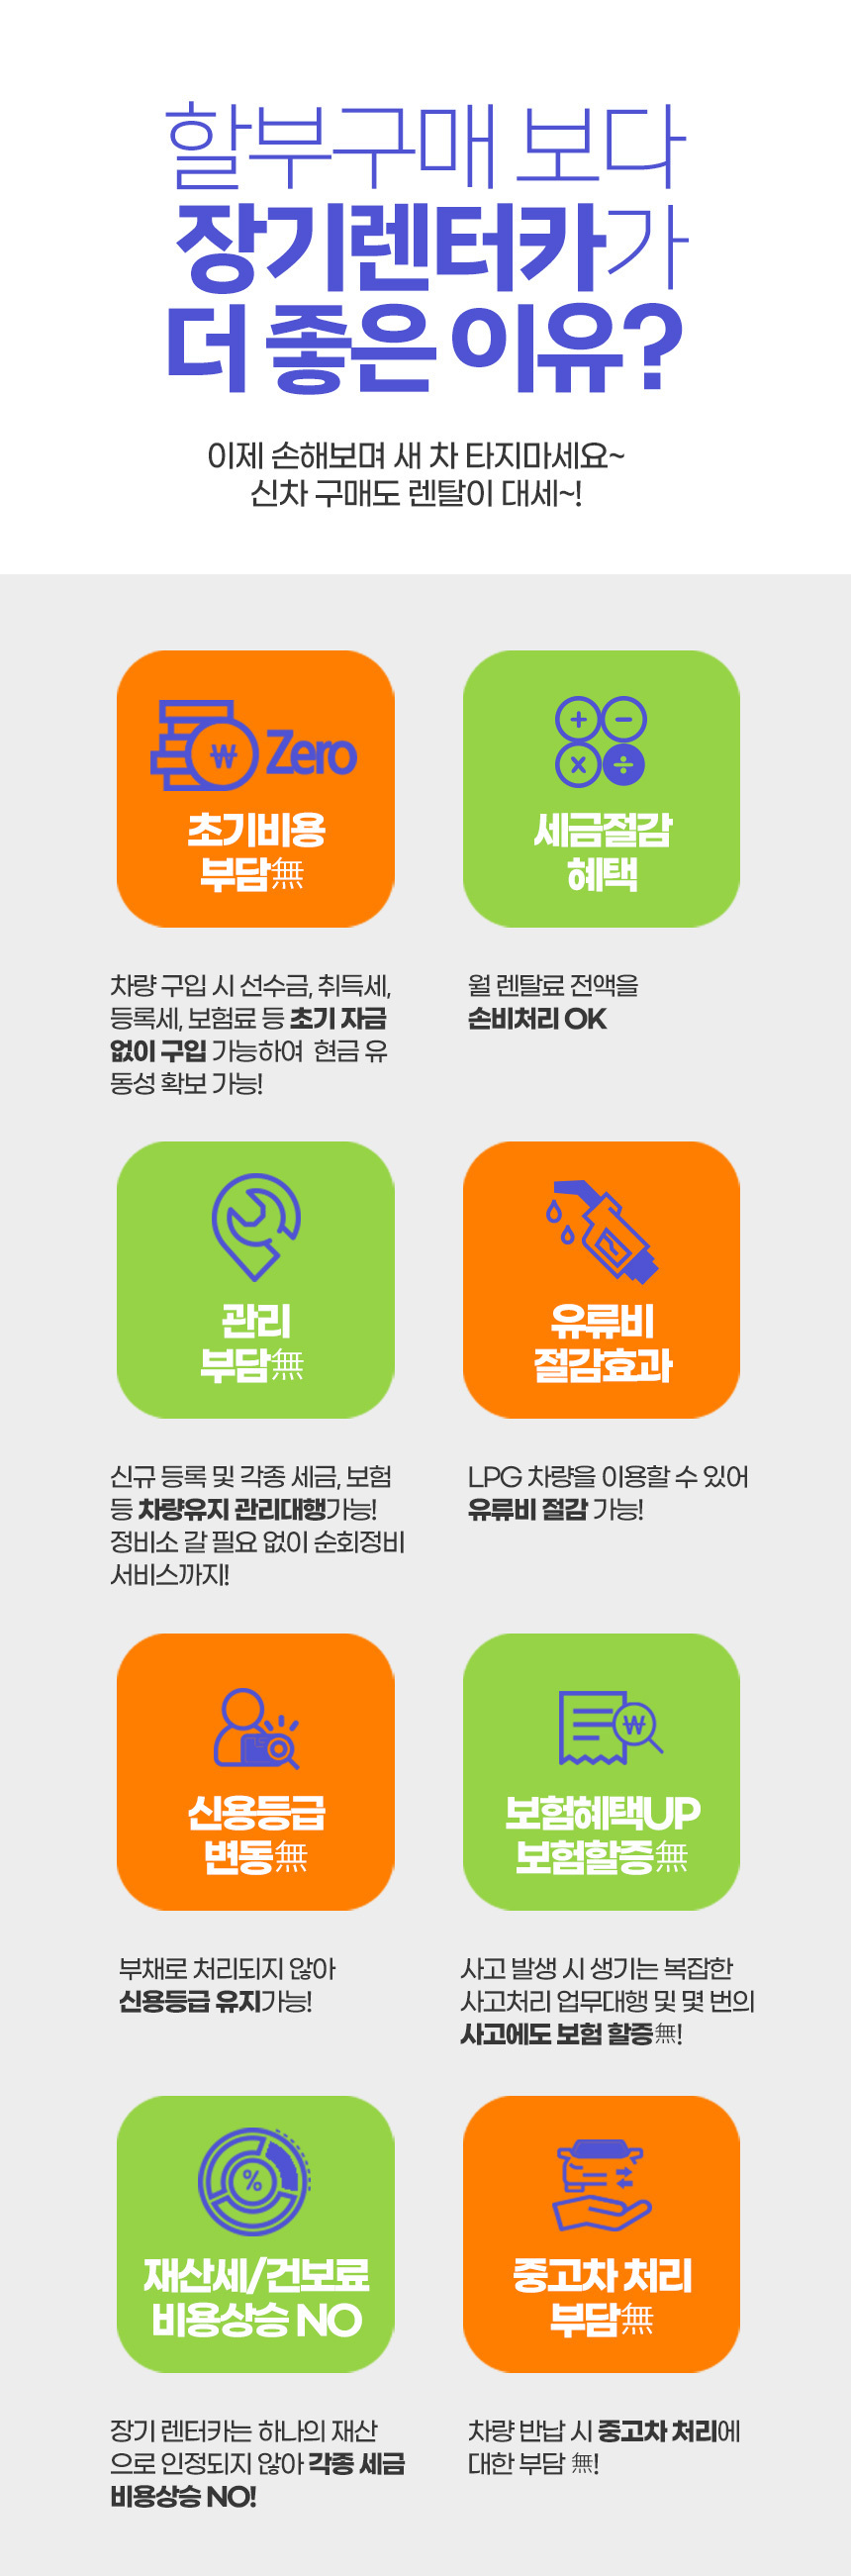 할부구매 보다
장기렌터카가
더 좋은 이유?
이제 손해보며 새 차 타지마세요~
신차 구매도 렌탈이 대세~!
₩ Zero
초기비용
부담無
차량 구입 시 선수금, 취득세,
등록세, 보험료 등 초기 자금
없이 구입 가능하여 현금 유
동성 확보 가능!
+ −
× ÷
세금절감
혜택
월 렌탈료 전액을
손비처리 OK
관리
부담無
신규 등록 및 각종 세금, 보험
등 차량유지 관리대행가능!
정비소 갈 필요 없이 순회정비
서비스까지!
유류비
절감효과
LPG 차량을 이용할 수 있어
유류비 절감 가능!
신용등급
변동無
부채로 처리되지 않아
신용등급 유지가능!
₩
보험혜택UP
보험할증無
사고 발생 시 생기는 복잡한
사고처리 업무대행 및 몇 번의
사고에도 보험 할증無!
%
재산세/건보료
비용상승 NO
장기 렌터카는 하나의 재산
으로 인정되지 않아 각종 세금
비용상승 NO!
중고차 처리
부담無
차량 반납 시 중고차 처리에
대한 부담 無!